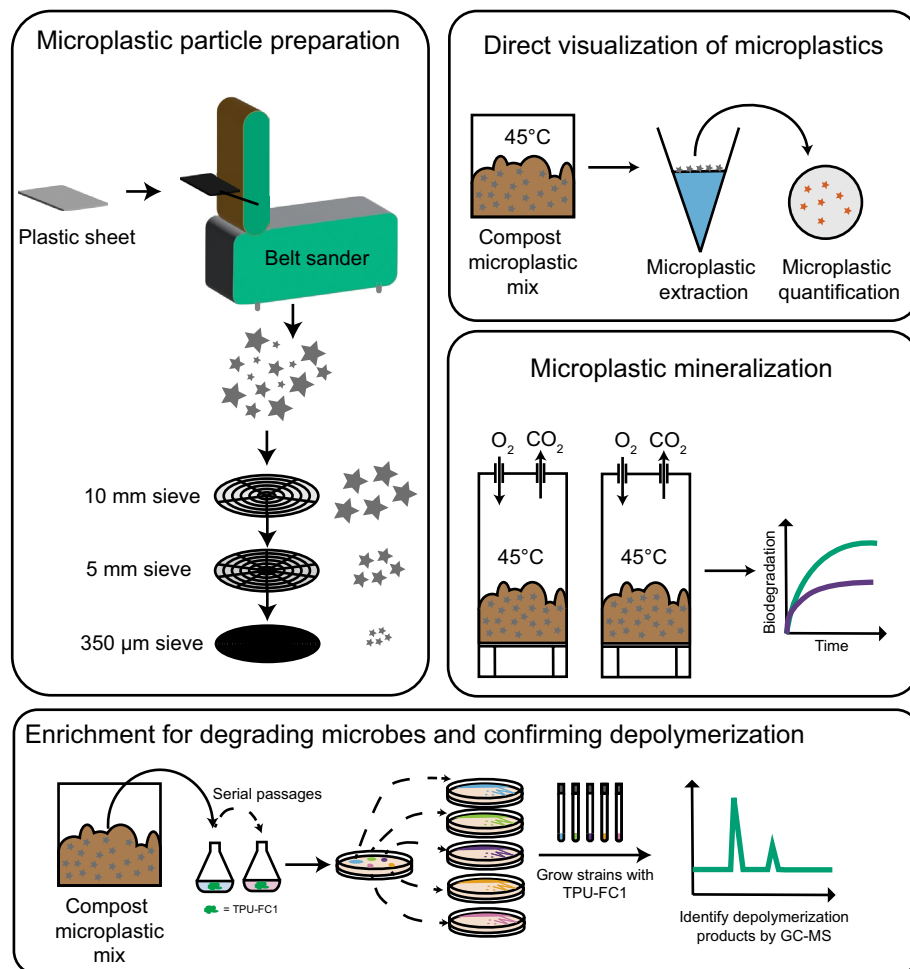 Microplastic particle preparation
Plastic sheet
Belt sander
10 mm sieve
5 mm sieve
350 µm sieve
Direct visualization of microplastics
45°C
Compost
microplastic
mix
Microplastic
extraction
Microplastic
quantification
Microplastic mineralization
O₂ CO₂ O₂ CO₂
45°C 45°C
Biodegradation
Time
Enrichment for degrading microbes and confirming depolymerization
Serial passages
Compost
microplastic
mix
= TPU-FC1
Grow strains with
TPU-FC1
Identify depolymerization
products by GC-MS